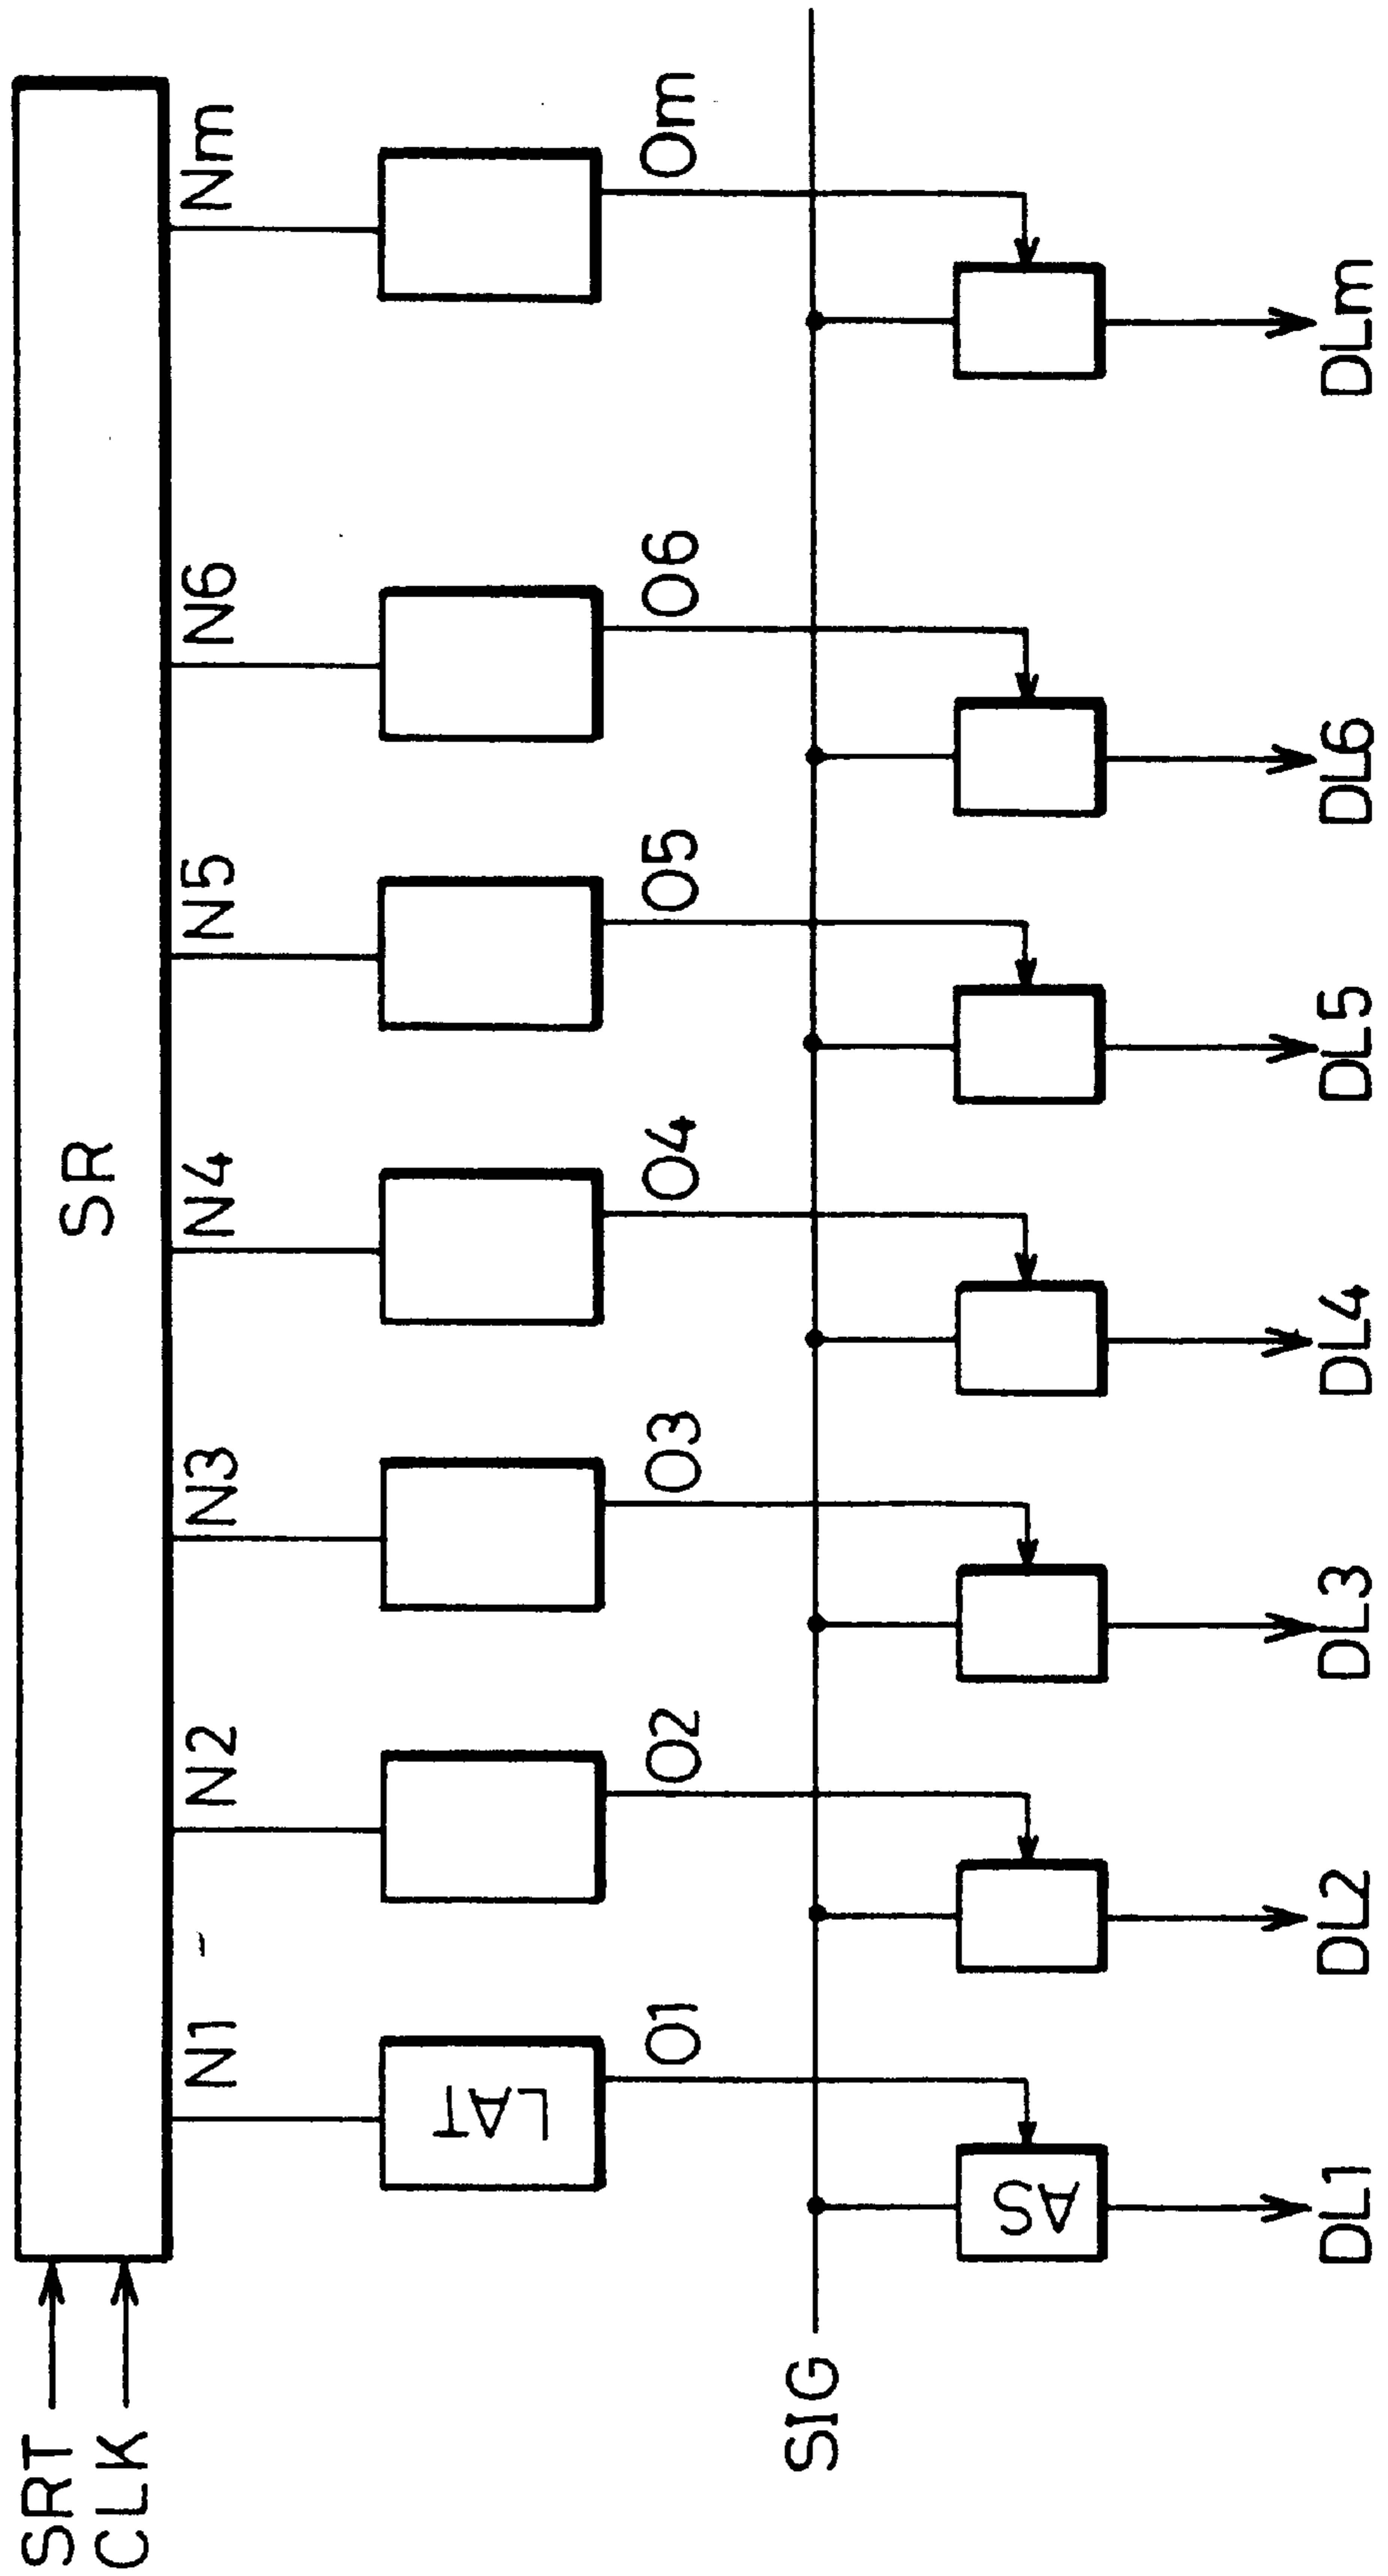 SRT
CLK
SR
N1 N2 N3 N4 N5 N6 Nm
LAT
O1 O2 O3 O4 O5 O6 Om
SIG
AS
DL1 DL2 DL3 DL4 DL5 DL6 DLm